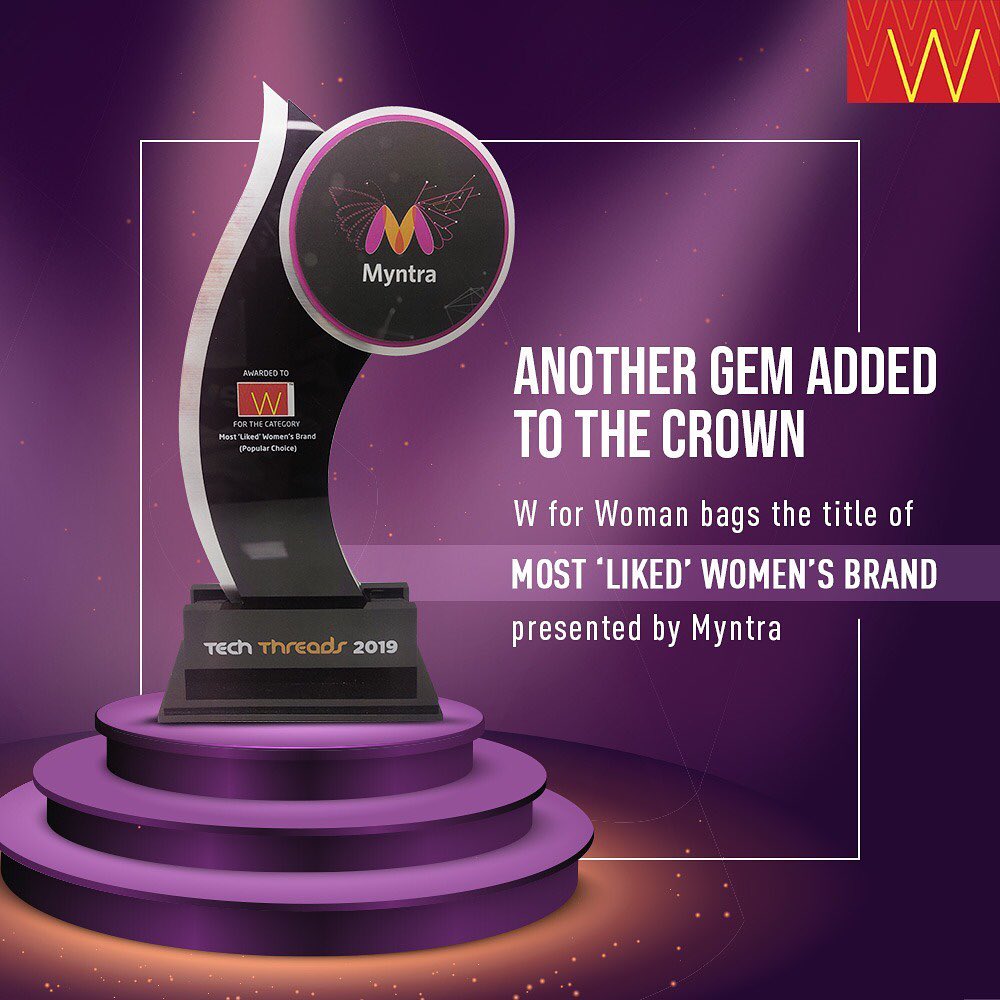 W
Myntra
AWARDED TO
W
FOR THE CATEGORY
Most 'Liked' Women's Brand
(Popular Choice)
Tech Threads 2019
ANOTHER GEM ADDED
TO THE CROWN
W for Woman bags the title of
MOST ‘LIKED’ WOMEN’S BRAND
presented by Myntra